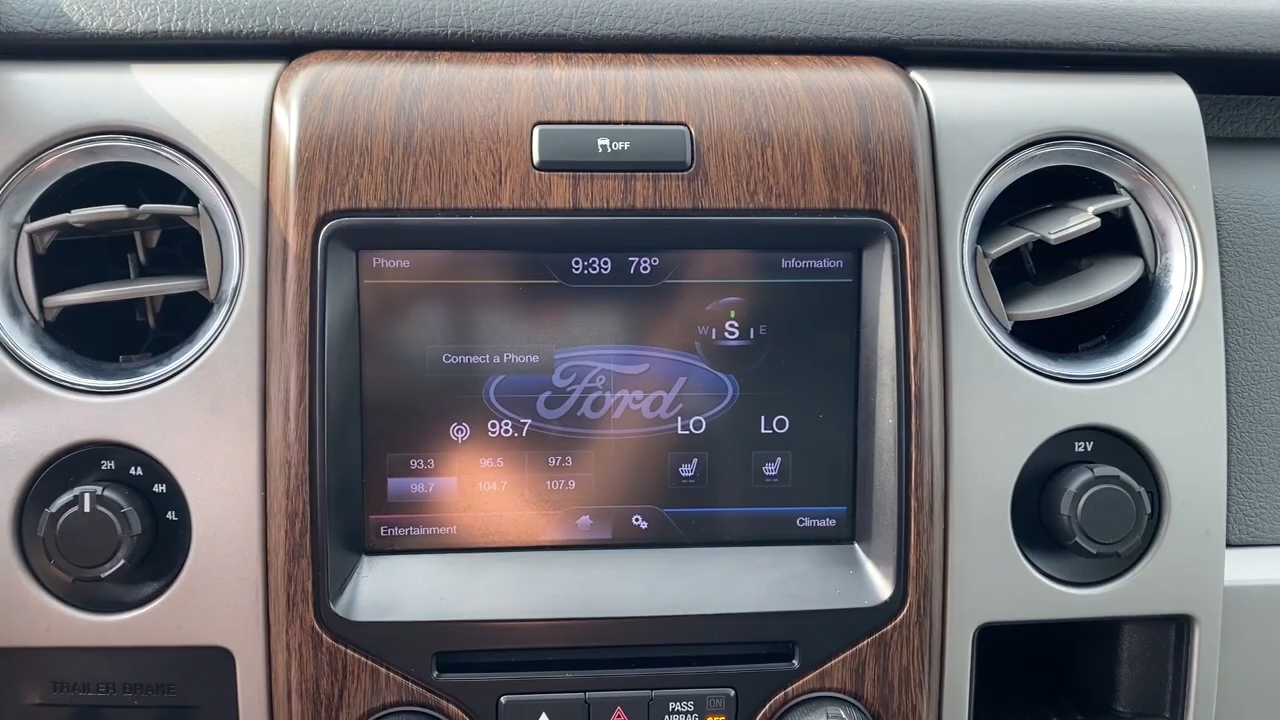 OFF
Phone
9:39 78°
Information
W S E
Connect a Phone
Ford
98.7
LO
LO
93.3 96.5 97.3
98.7 104.7 107.9
Entertainment
Climate
2H
4A
4H
4L
12V
TRAILER BRAKE
PASS
AIRBAG
ON
OFF